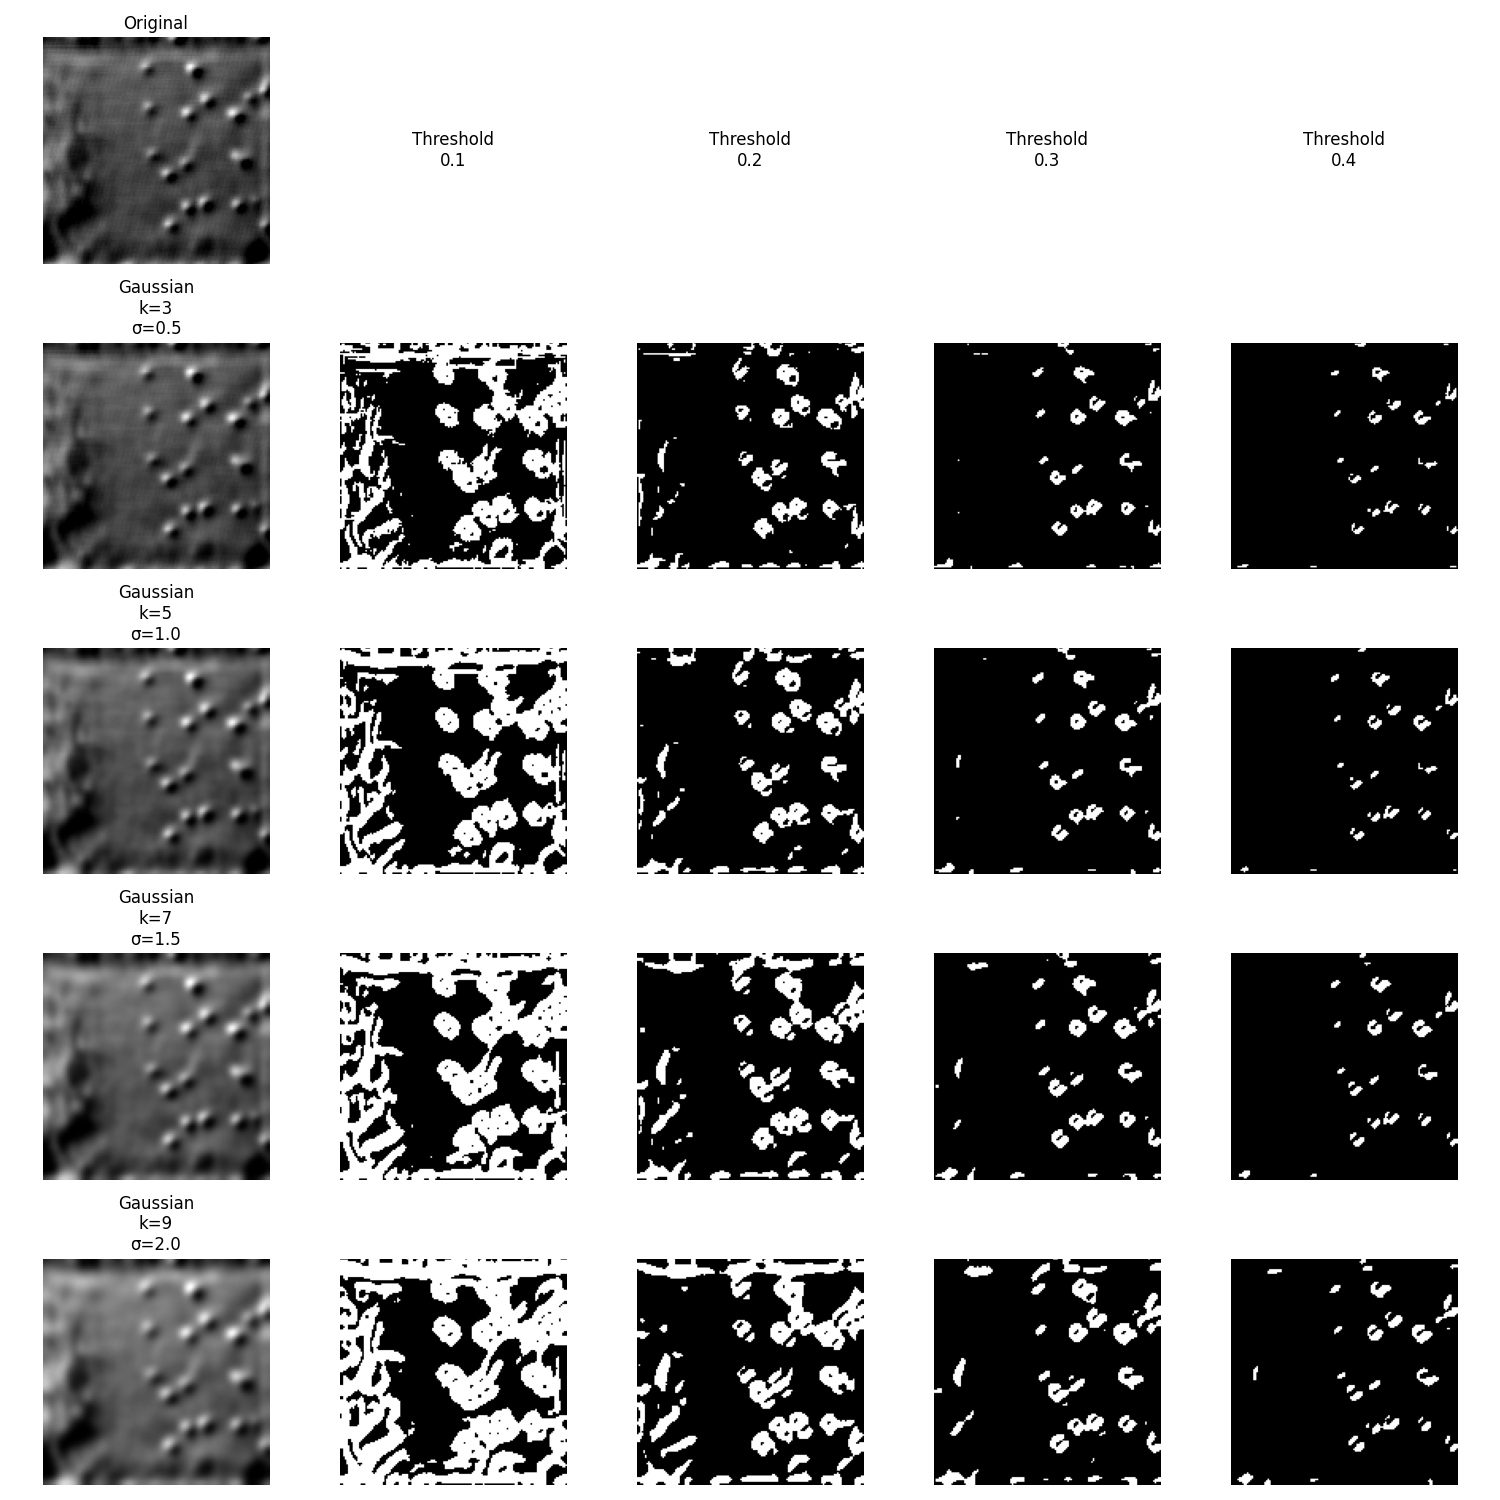 Original
Threshold
0.1
Threshold
0.2
Threshold
0.3
Threshold
0.4
Gaussian
k=3
σ=0.5
Gaussian
k=5
σ=1.0
Gaussian
k=7
σ=1.5
Gaussian
k=9
σ=2.0